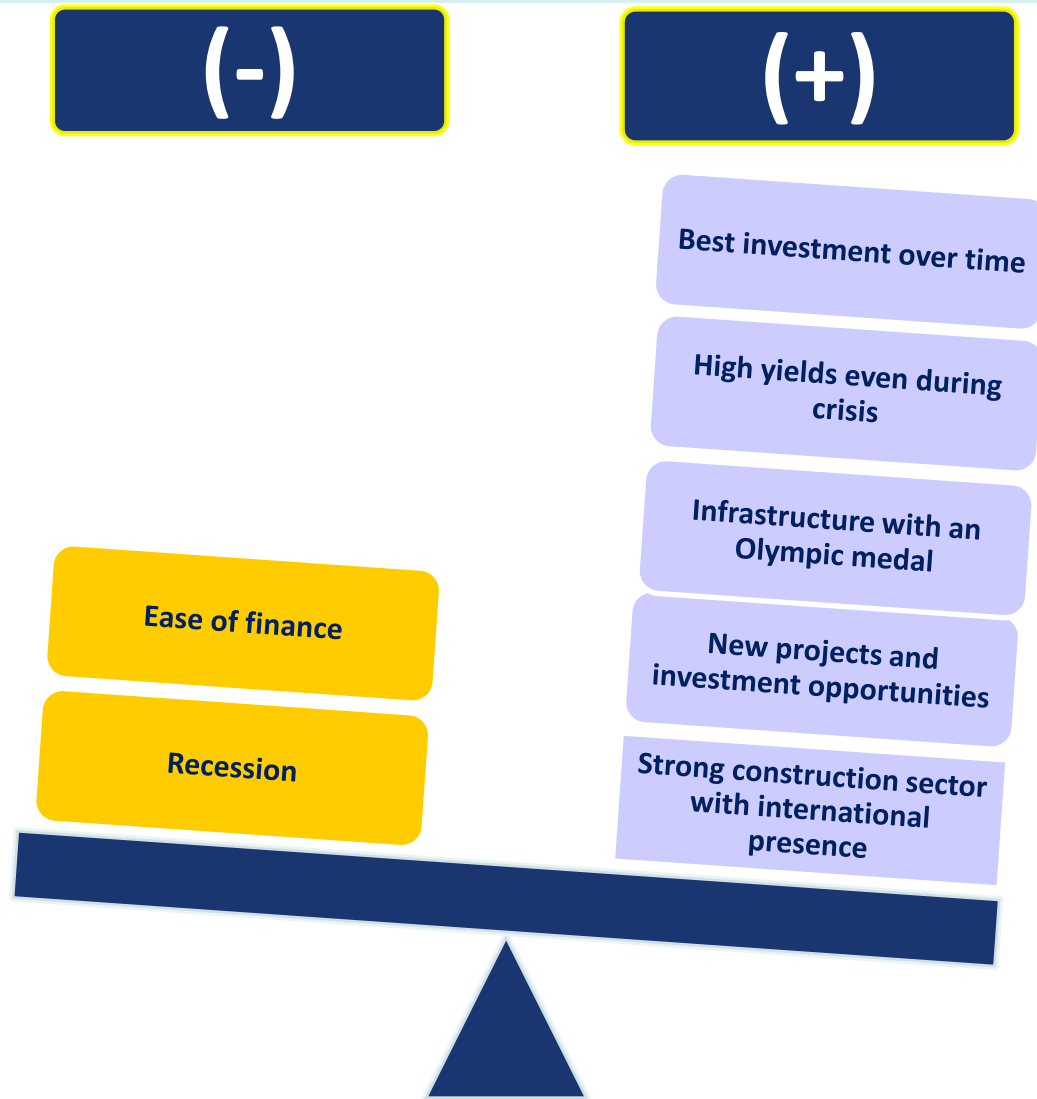 (-)
(+)
Ease of finance
Recession
Best investment over time
High yields even during
crisis
Infrastructure with an
Olympic medal
New projects and
investment opportunities
Strong construction sector
with international
presence